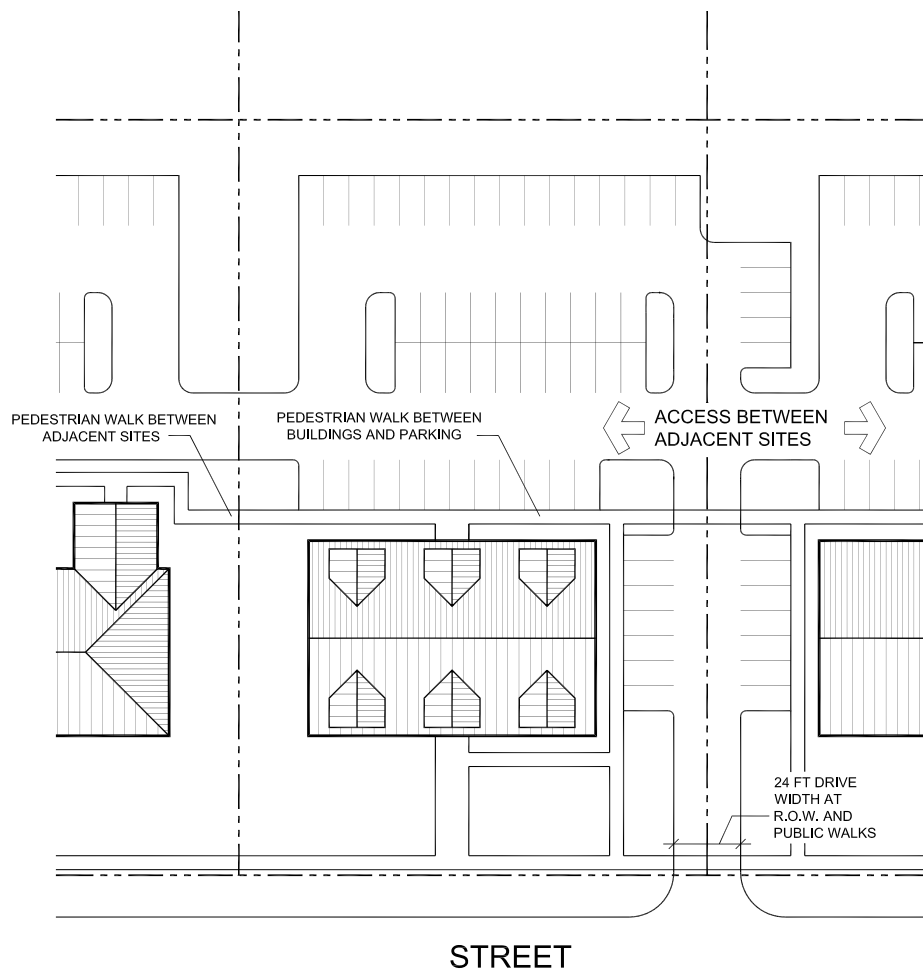 PEDESTRIAN WALK BETWEEN
ADJACENT SITES
PEDESTRIAN WALK BETWEEN
BUILDINGS AND PARKING
ACCESS BETWEEN
ADJACENT SITES
24 FT DRIVE
WIDTH AT
R.O.W. AND
PUBLIC WALKS
STREET